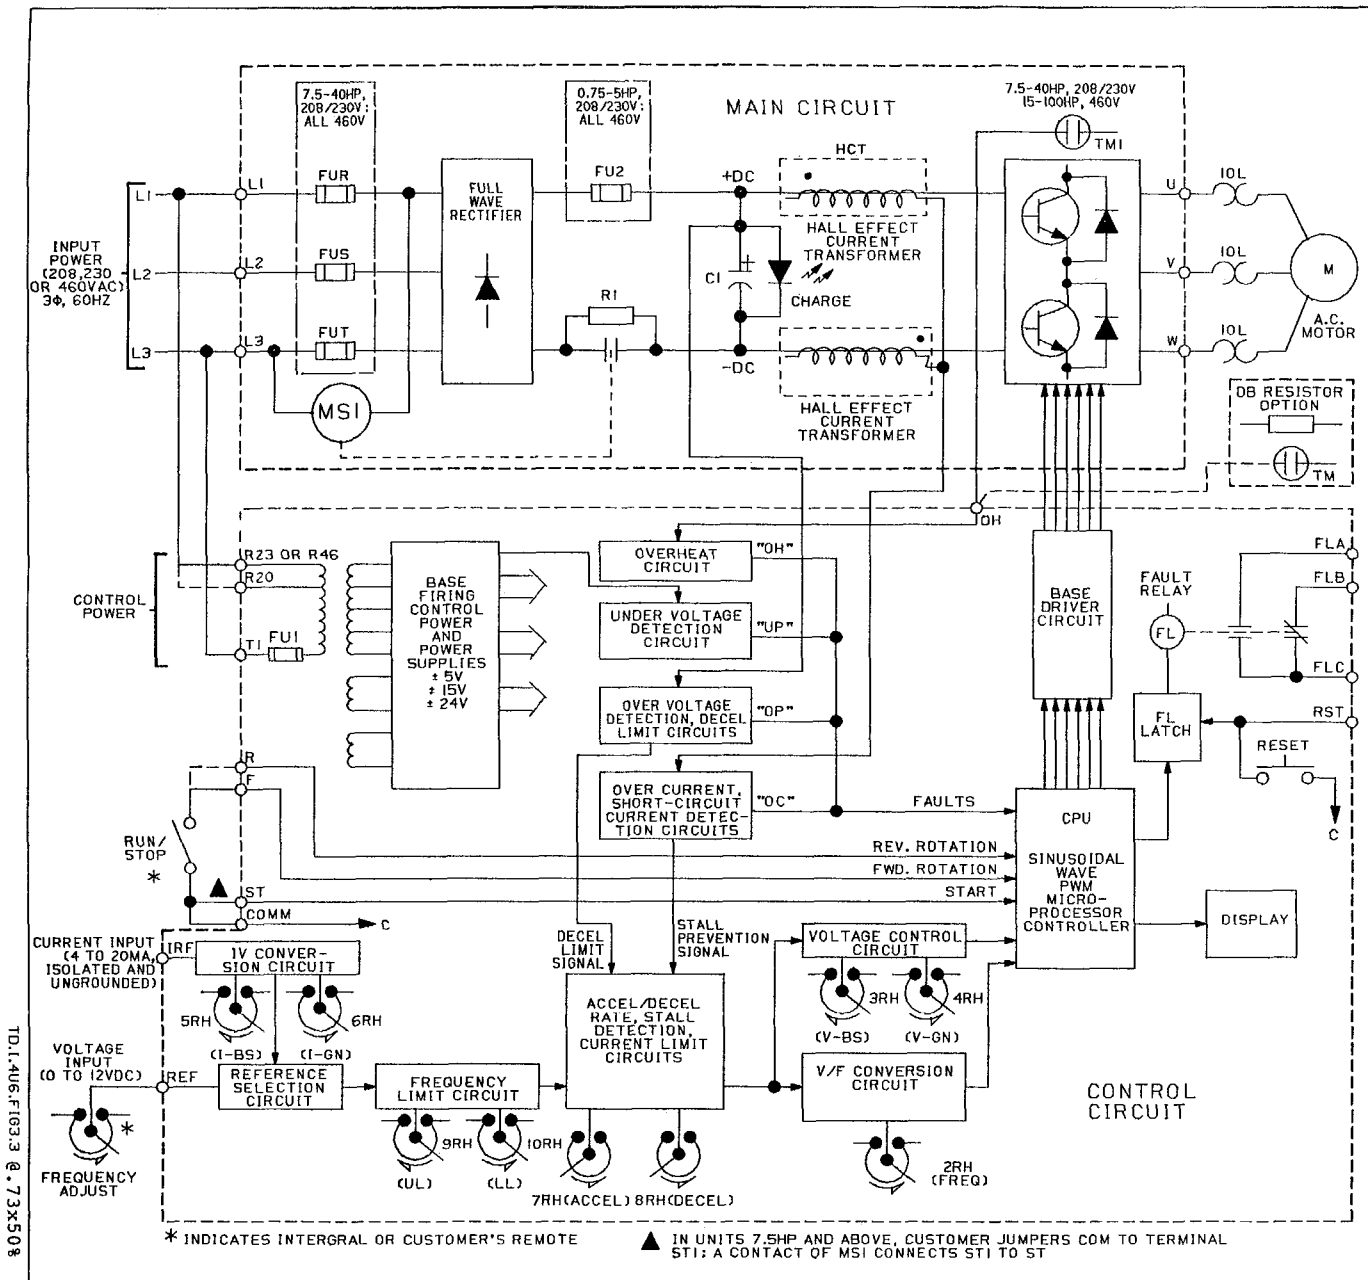 7.5-40HP,
208/230V:
ALL 460V
0.75-5HP,
208/230V:
ALL 460V
MAIN CIRCUIT
7.5-40HP, 208/230V
15-100HP, 460V
TM1
HCT
L1
L1
FUR
FULL
WAVE
RECTIFIER
FU2
+DC
U
10L
HALL EFFECT
CURRENT
TRANSFORMER
INPUT
POWER
(208,230
OR 460VAC)
3Φ, 60HZ
L2
L2
FUS
C1
+
CHARGE
V
10L
M
A.C.
MOTOR
R1
L3
L3
FUT
-DC
W
10L
MS1
HALL EFFECT
CURRENT
TRANSFORMER
DB RESISTOR
OPTION
TM
OH
CONTROL
POWER
R23 OR R46
R20
T1
FU1
BASE
FIRING
CONTROL
POWER
AND
POWER
SUPPLIES
± 5V
± 15V
± 24V
OVERHEAT
CIRCUIT
"OH"
UNDER VOLTAGE
DETECTION
CIRCUIT
"UP"
OVER VOLTAGE
DETECTION, DECEL
LIMIT CIRCUITS
"OP"
OVER CURRENT,
SHORT-CIRCUIT
CURRENT DETEC-
TION CIRCUITS
"OC"
BASE
DRIVER
CIRCUIT
FAULT
RELAY
FL
FLA
FLB
FLC
FL
LATCH
RST
RESET
C
R
F
RUN/
STOP
*
ST
COMM
C
FAULTS
REV. ROTATION
FWD. ROTATION
START
CPU
SINUSOIDAL
WAVE
PWM
MICRO-
PROCESSOR
CONTROLLER
DISPLAY
CURRENT INPUT
(4 TO 20MA,
ISOLATED AND
UNGROUNDED)
IRF
IV CONVER-
SION CIRCUIT
5RH
(I-BS)
6RH
(I-GN)
DECEL
LIMIT
SIGNAL
STALL
PREVENTION
SIGNAL
VOLTAGE CONTROL
CIRCUIT
3RH
(V-BS)
4RH
(V-GN)
ACCEL/DECEL
RATE, STALL
DETECTION,
CURRENT LIMIT
CIRCUITS
VOLTAGE
INPUT
(0 TO 12VDC)
REF
REFERENCE
SELECTION
CIRCUIT
FREQUENCY
LIMIT CIRCUIT
V/F CONVERSION
CIRCUIT
CONTROL
CIRCUIT
*
FREQUENCY
ADJUST
9RH
(UL)
10RH
(LL)
7RH(ACCEL)
8RH(DECEL)
2RH
(FREQ)
* INDICATES INTERGRAL OR CUSTOMER'S REMOTE
▲ IN UNITS 7.5HP AND ABOVE, CUSTOMER JUMPERS COM TO TERMINAL
ST1: A CONTACT OF MS1 CONNECTS ST1 TO ST
TD.1.4U6.FIG3.3 @ .73x50%